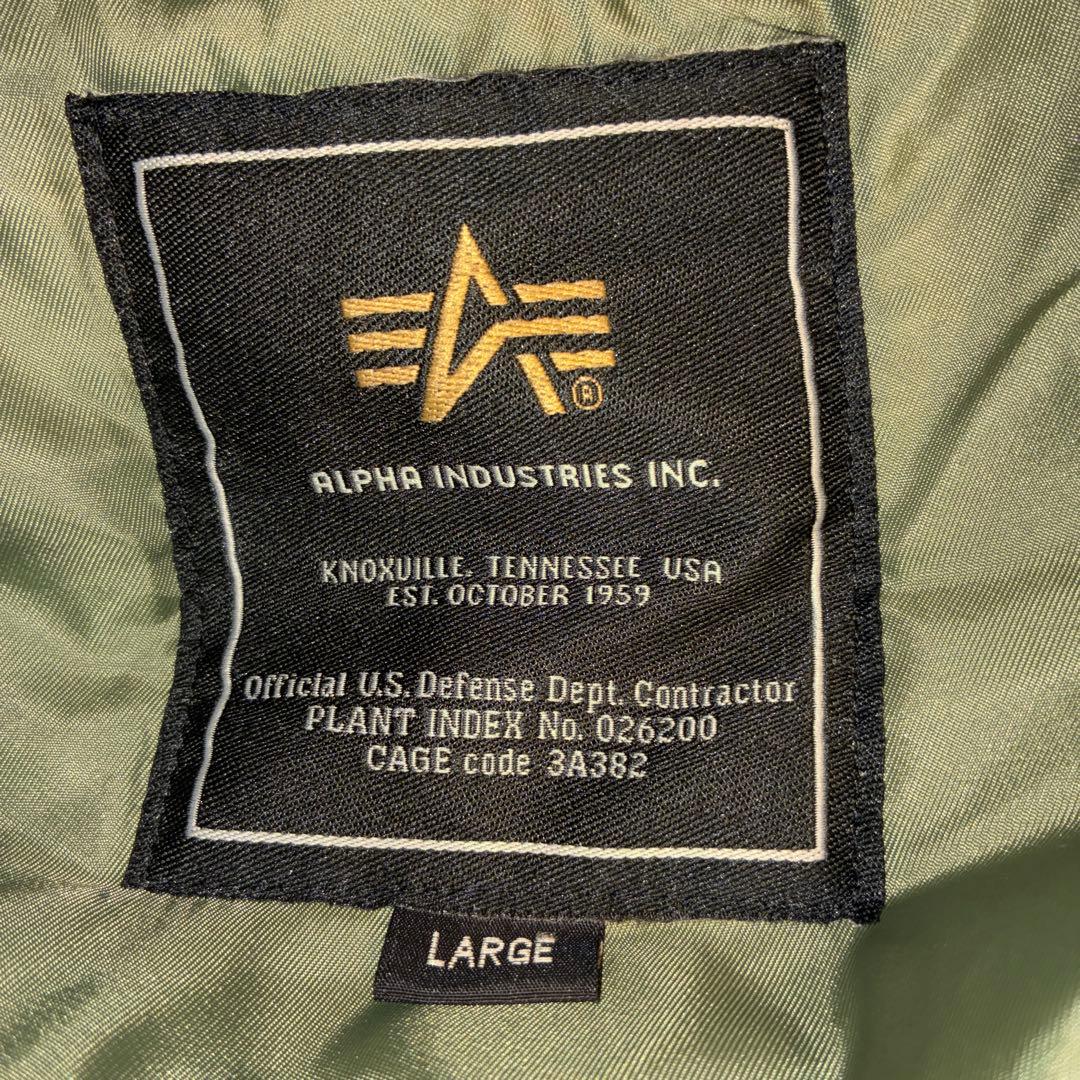 ®
ALPHA INDUSTRIES INC.
KNOXVILLE, TENNESSEE USA
EST. OCTOBER 1959
Official U.S. Defense Dept. Contractor
PLANT INDEX No. 026200
CAGE code 3A382
LARGE